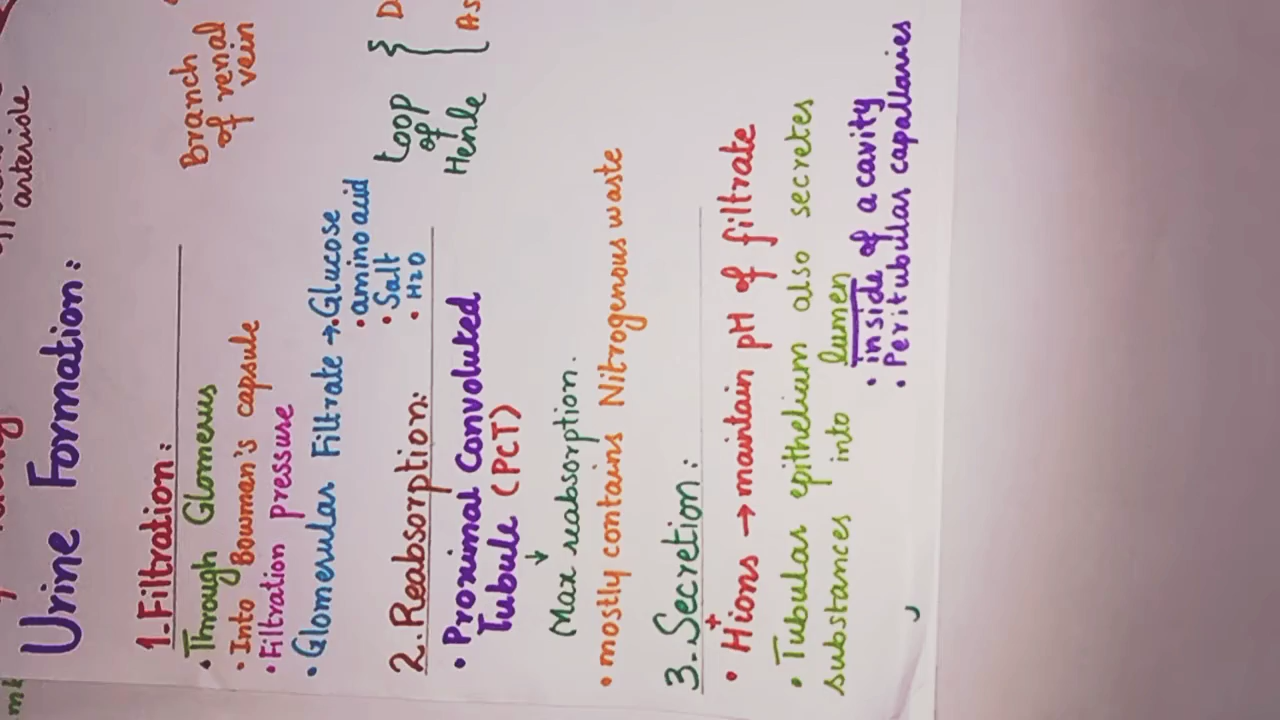 arteriole
Urine Formation:
1. Filtration:
• Through Glomerus
• Into Bowman's capsule
• Filtration pressure
• Glomerular Filtrate → • Glucose
• amino acid
• Salt
• H2O
Branch
of renal
vein
2. Reabsorption:
• Proximal Convoluted
Tubule (PCT)
↓
(Max reabsorption.
• mostly contains Nitrogenous waste
Loop
of
Henle
3. Secretion:
• H+ions → maintain pH of filtrate
• Tubular epithelium also secretes
substances into lumen
• inside of a cavity
• Peritubular capallaries